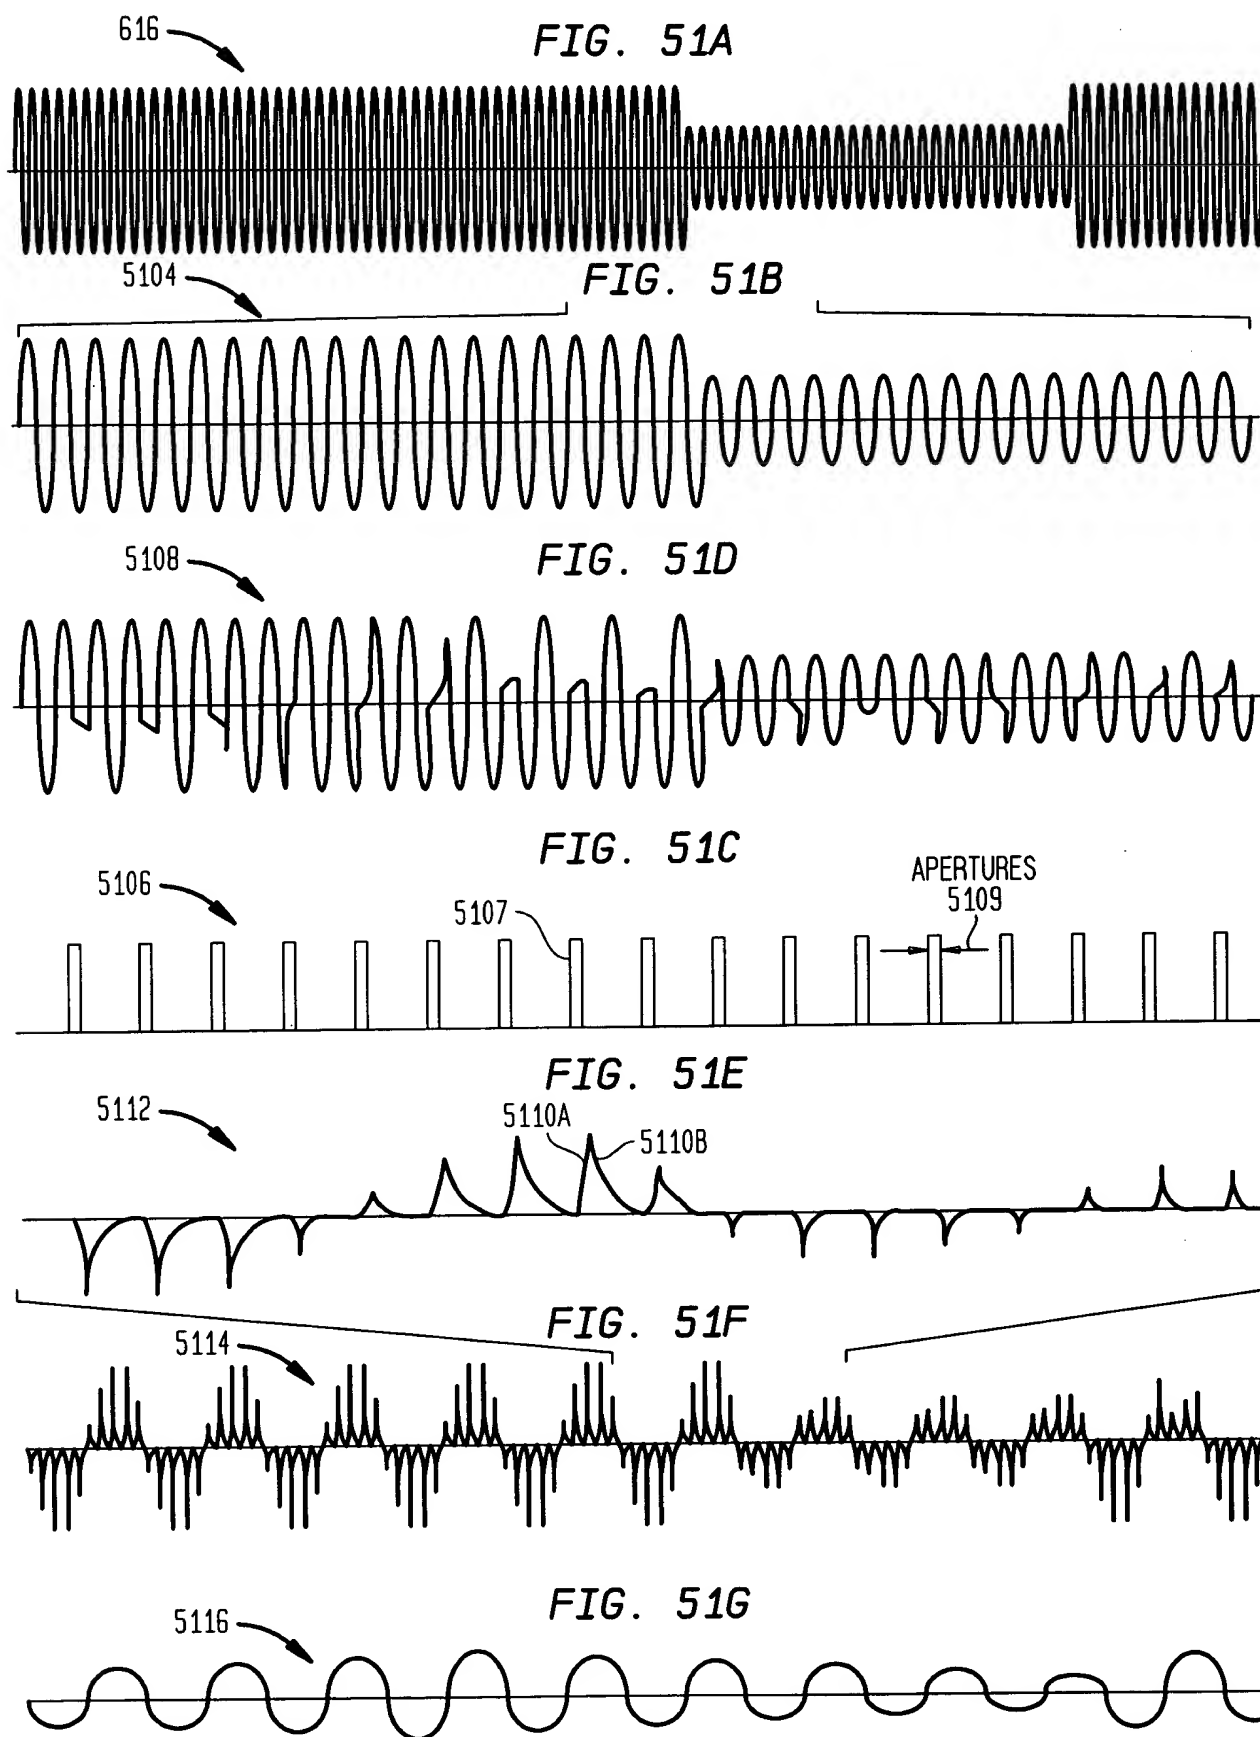 616
FIG. 51A
5104
FIG. 51B
5108
FIG. 51D
FIG. 51C
5106
5107
APERTURES
5109
FIG. 51E
5112
5110A
5110B
FIG. 51F
5114
FIG. 51G
5116